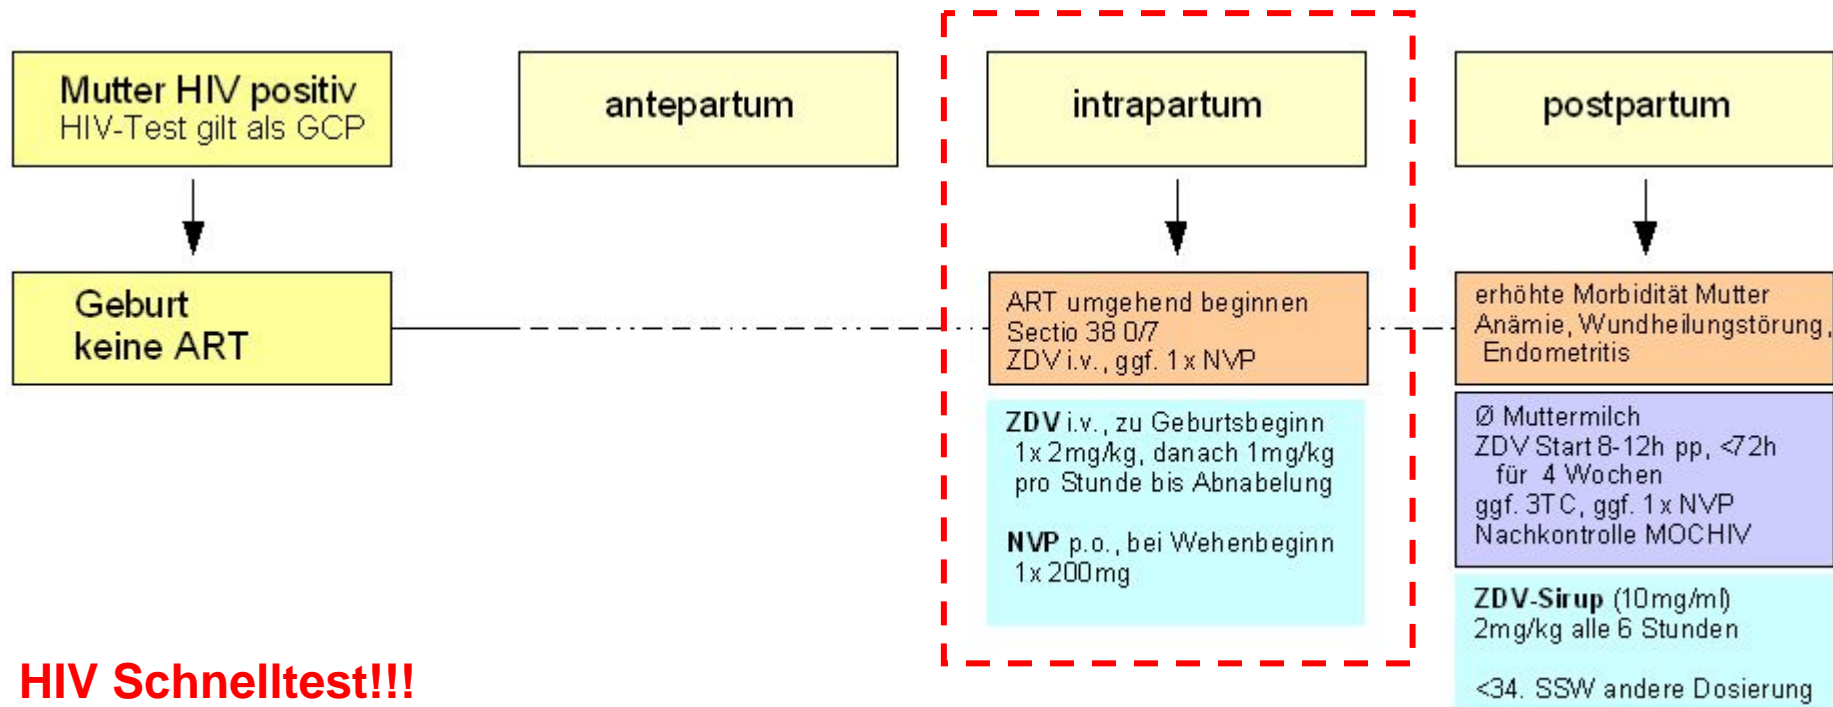 Mutter HIV positiv
HIV-Test gilt als GCP
antepartum
intrapartum
postpartum
Geburt
keine ART
ART umgehend beginnen
Sectio 38 0/7
ZDV i.v., ggf. 1x NVP
erhöhte Morbidität Mutter
Anämie, Wundheilungstörung,
Endometritis
ZDV i.v., zu Geburtsbeginn
1x 2mg/kg, danach 1mg/kg
pro Stunde bis Abnabelung
NVP p.o., bei Wehenbeginn
1x 200mg
Ø Muttermilch
ZDV Start 8-12h pp, <72h
für 4 Wochen
ggf. 3TC, ggf. 1x NVP
Nachkontrolle MOCHIV
ZDV-Sirup (10mg/ml)
2mg/kg alle 6 Stunden
<34. SSW andere Dosierung
HIV Schnelltest!!!